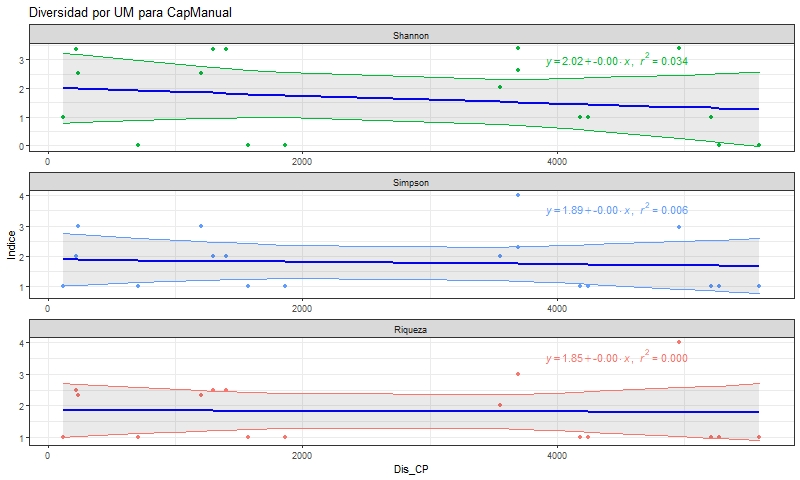 Diversidad por UM para CapManual
Shannon
3
2
1
0
y = 2.02 + -0.00 · x, r² = 0.034
0
2000
4000
Simpson
4
3
2
1
y = 1.89 + -0.00 · x, r² = 0.006
0
2000
4000
Indice
Riqueza
4
3
2
1
y = 1.85 + -0.00 · x, r² = 0.000
0
2000
4000
Dis_CP